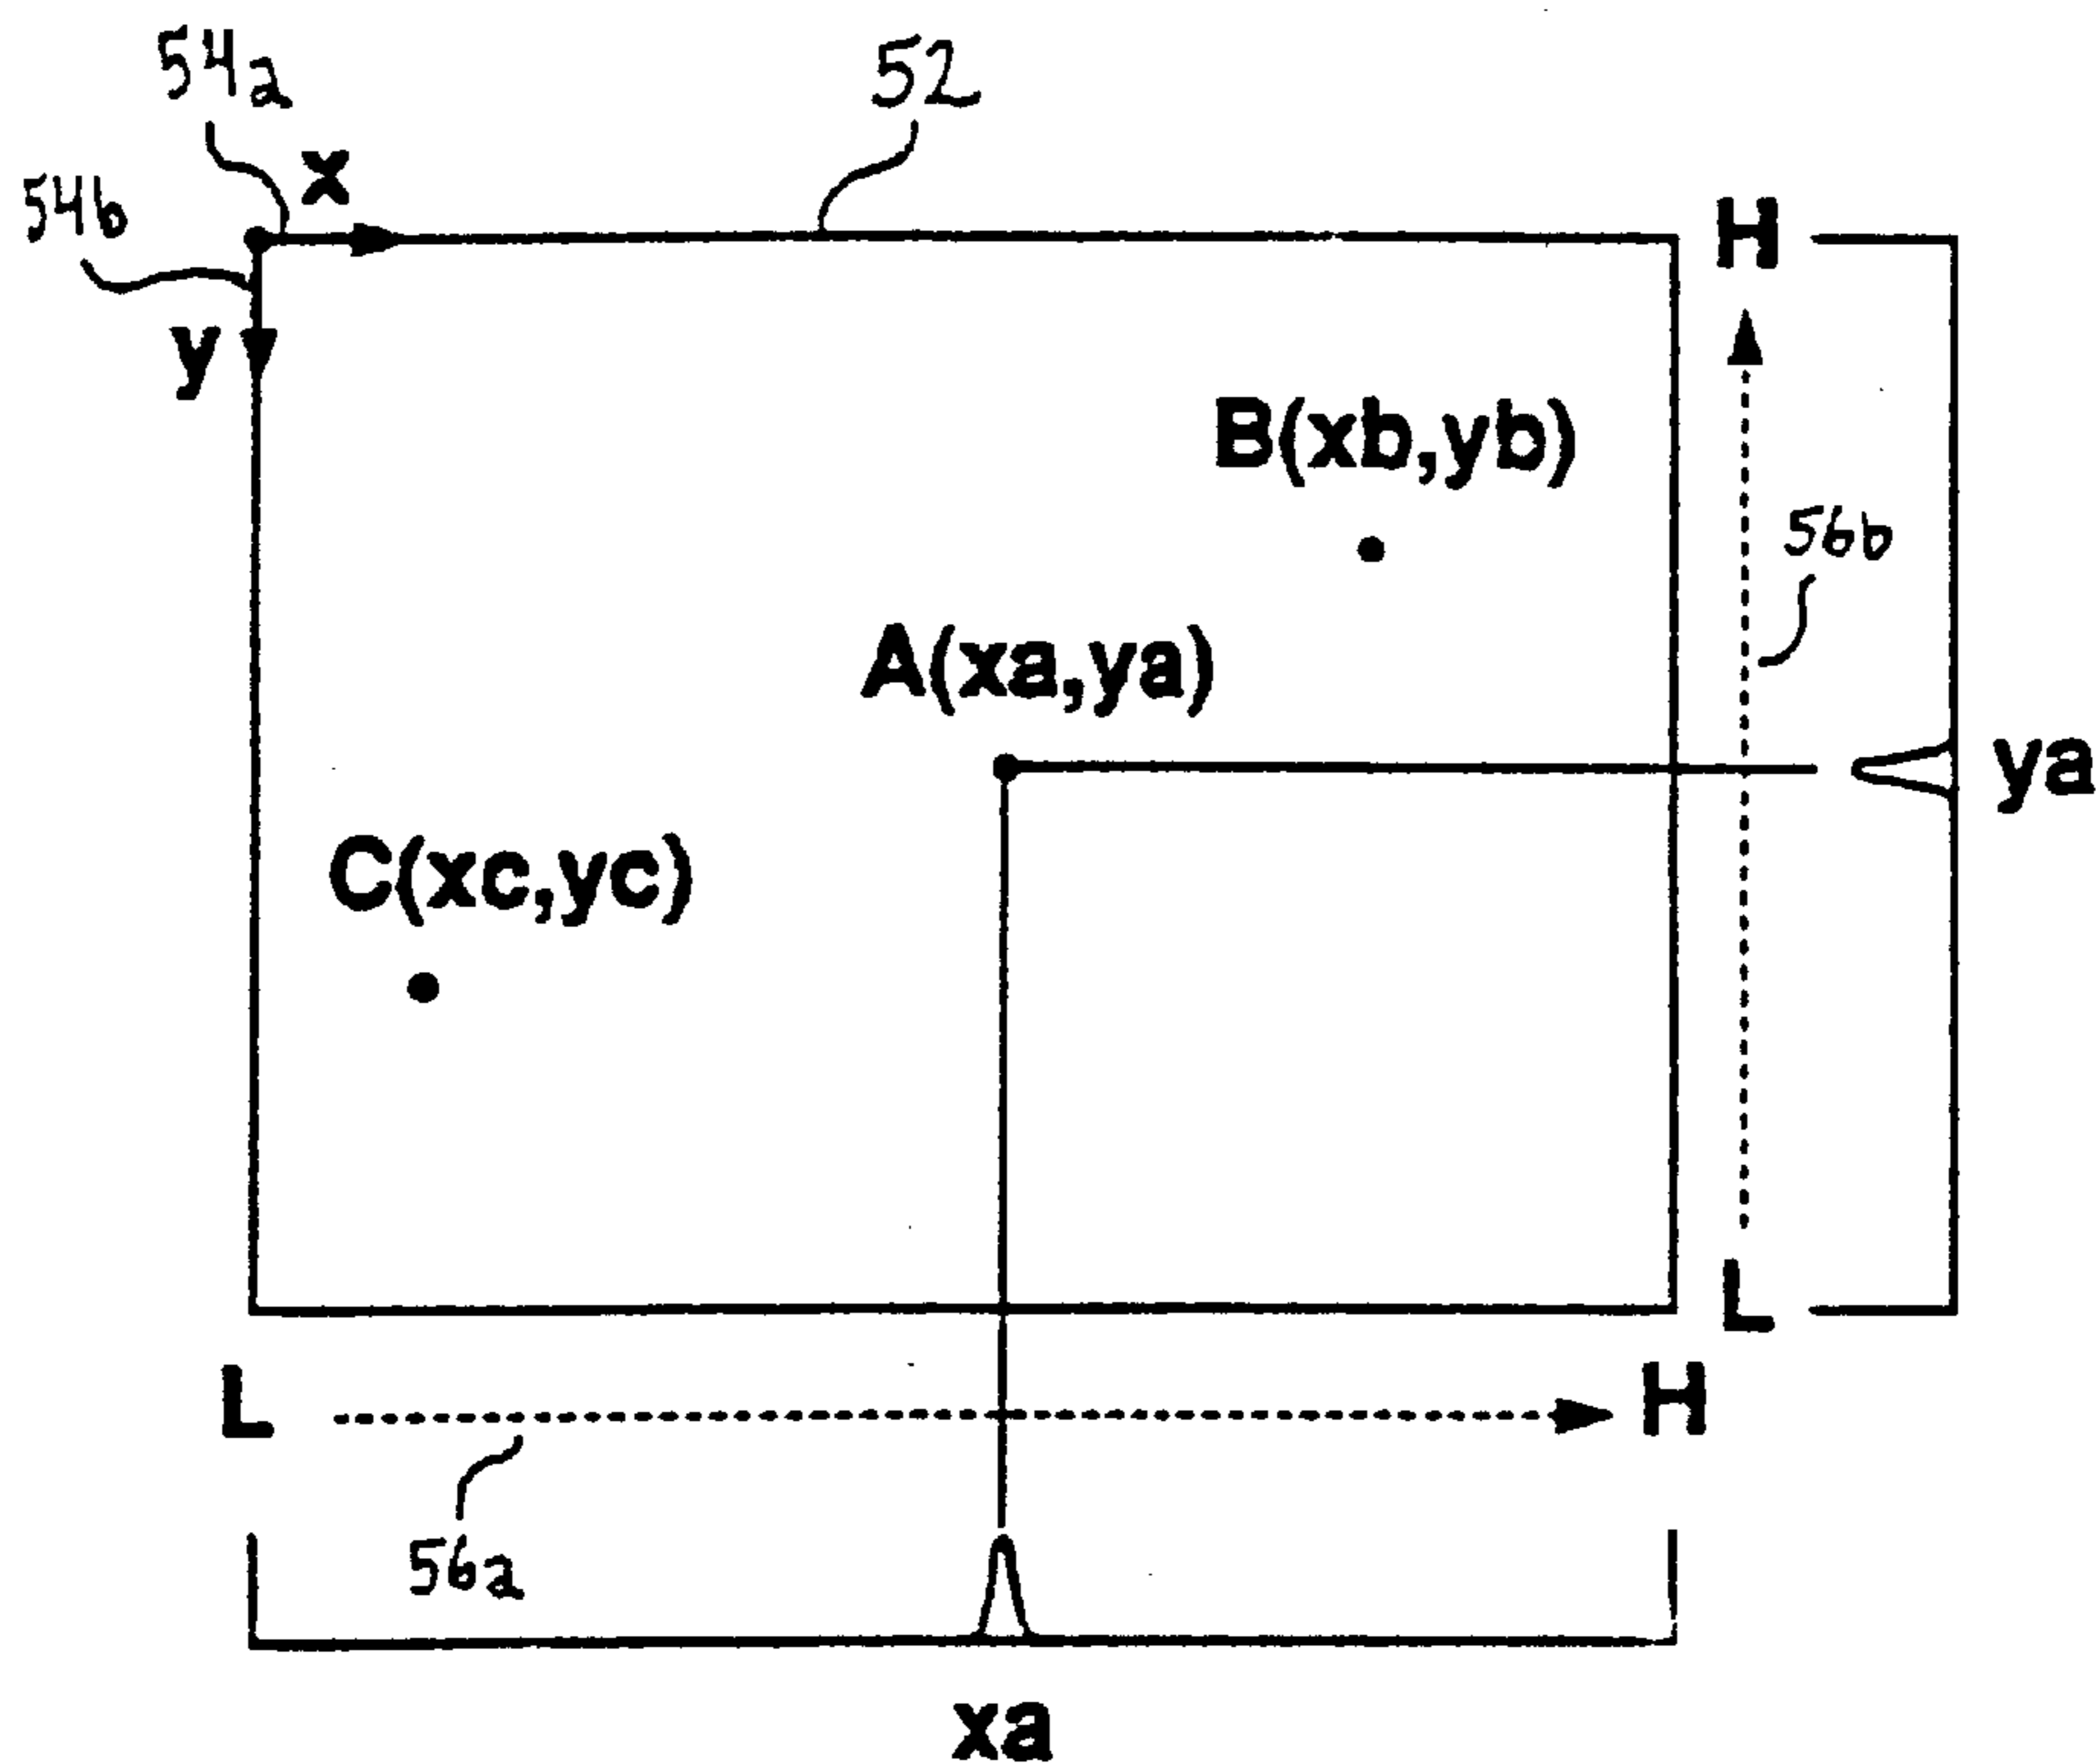 54a
52
54b
x
H
y
B(xb,yb)
56b
A(xa,ya)
ya
C(xc,yc)
L
L
H
56a
xa